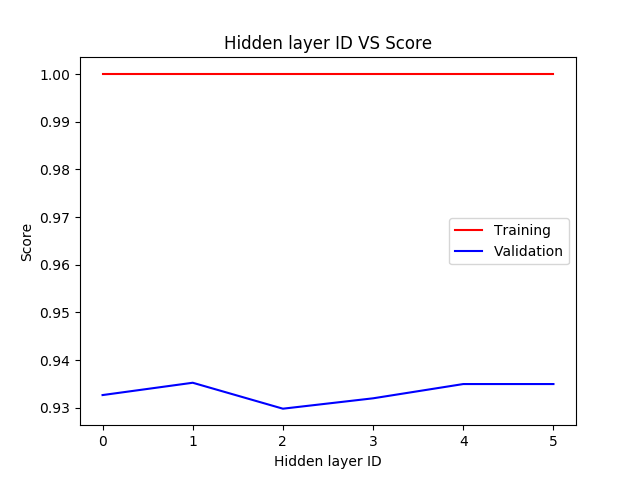 Hidden layer ID VS Score
1.00
0.99
0.98
0.97
0.96
0.95
0.94
0.93
Score
Training
Validation
0 1 2 3 4 5
Hidden layer ID